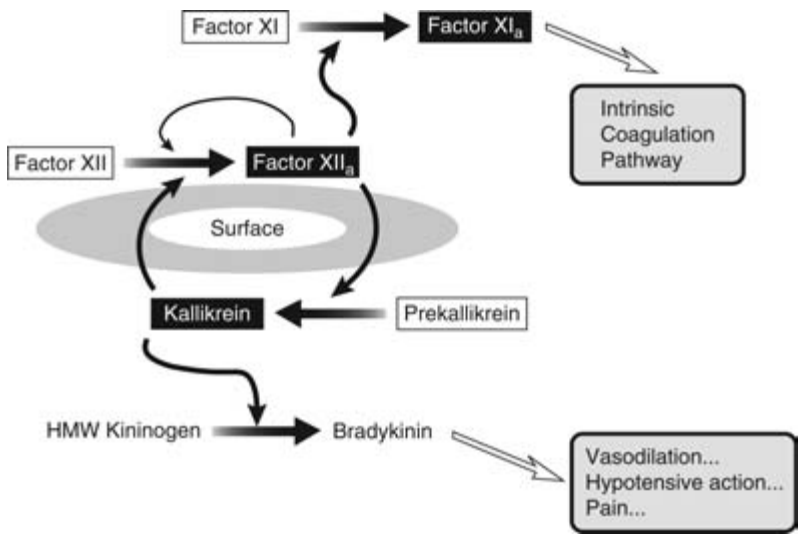 Factor XI
Factor XIa
Intrinsic
Coagulation
Pathway
Factor XII
Factor XIIa
Surface
Kallikrein
Prekallikrein
HMW Kininogen
Bradykinin
Vasodilation...
Hypotensive action...
Pain...